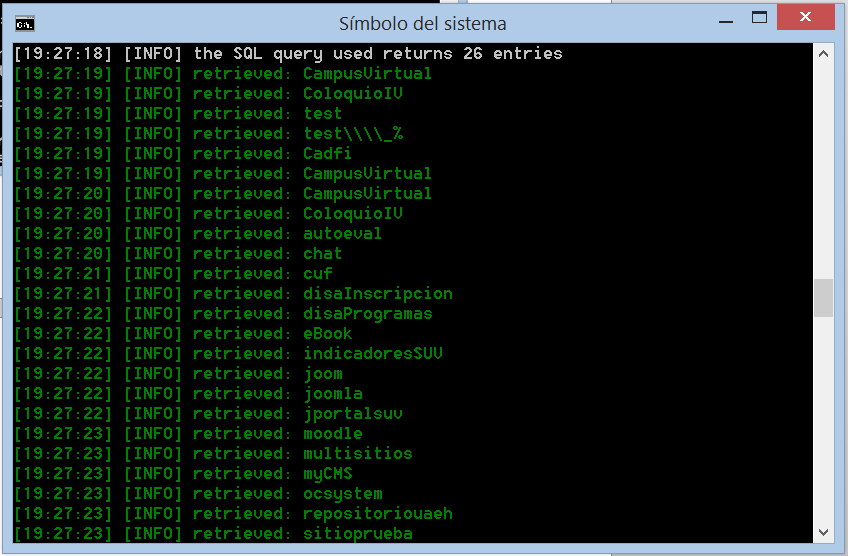 Símbolo del sistema
[19:27:18] [INFO] the SQL query used returns 26 entries
[19:27:19] [INFO] retrieved: CampusVirtual
[19:27:19] [INFO] retrieved: ColoquioIV
[19:27:19] [INFO] retrieved: test
[19:27:19] [INFO] retrieved: test\\\\_%
[19:27:19] [INFO] retrieved: Cadfi
[19:27:19] [INFO] retrieved: CampusVirtual
[19:27:20] [INFO] retrieved: CampusVirtual
[19:27:20] [INFO] retrieved: ColoquioIV
[19:27:20] [INFO] retrieved: autoeval
[19:27:20] [INFO] retrieved: chat
[19:27:21] [INFO] retrieved: cuf
[19:27:21] [INFO] retrieved: disaInscripcion
[19:27:22] [INFO] retrieved: disaProgramas
[19:27:22] [INFO] retrieved: eBook
[19:27:22] [INFO] retrieved: indicadoresSUV
[19:27:22] [INFO] retrieved: joom
[19:27:22] [INFO] retrieved: joomla
[19:27:22] [INFO] retrieved: jportalsuv
[19:27:23] [INFO] retrieved: moodle
[19:27:23] [INFO] retrieved: multisitios
[19:27:23] [INFO] retrieved: myCMS
[19:27:23] [INFO] retrieved: ocsystem
[19:27:23] [INFO] retrieved: repositoriouaeh
[19:27:23] [INFO] retrieved: sitioprueba